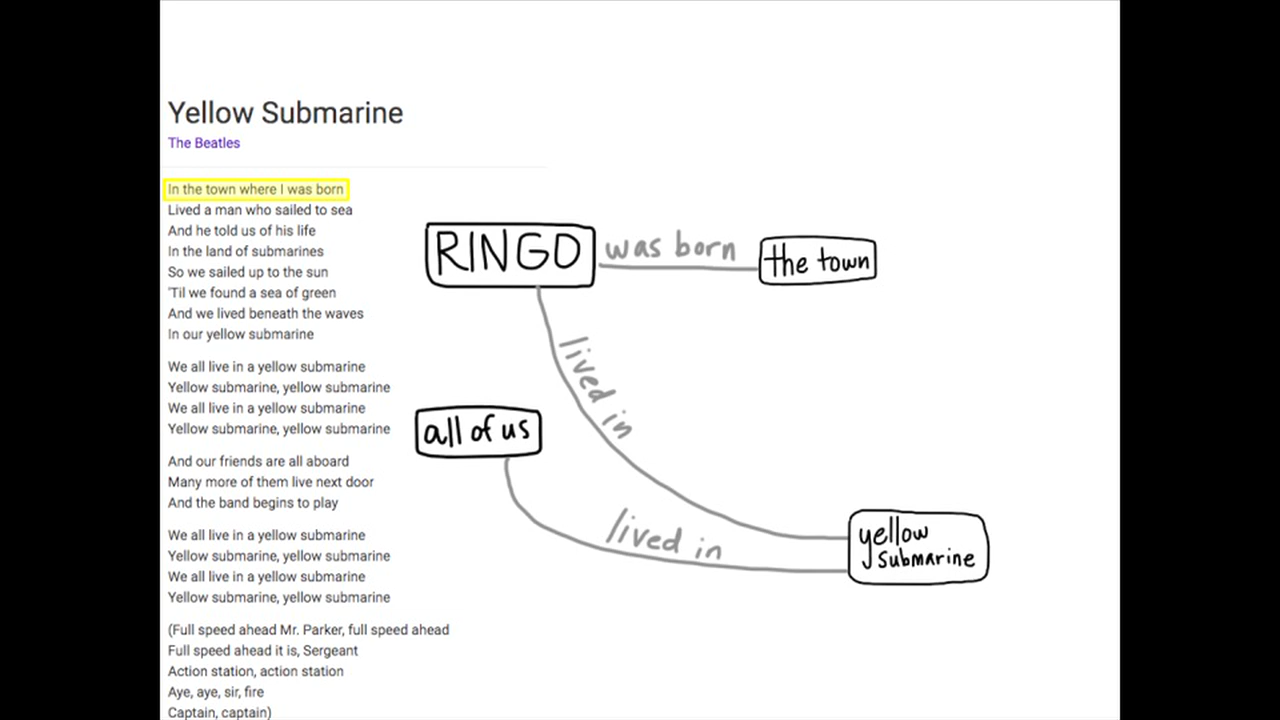 Yellow Submarine
The Beatles
In the town where I was born
Lived a man who sailed to sea
And he told us of his life
In the land of submarines
So we sailed up to the sun
'Til we found a sea of green
And we lived beneath the waves
In our yellow submarine
We all live in a yellow submarine
Yellow submarine, yellow submarine
We all live in a yellow submarine
Yellow submarine, yellow submarine
And our friends are all aboard
Many more of them live next door
And the band begins to play
We all live in a yellow submarine
Yellow submarine, yellow submarine
We all live in a yellow submarine
Yellow submarine, yellow submarine
(Full speed ahead Mr. Parker, full speed ahead
Full speed ahead it is, Sergeant
Action station, action station
Aye, aye, sir, fire
Captain, captain)
RINGO
was born
the town
lived in
all of us
lived in
yellow
submarine